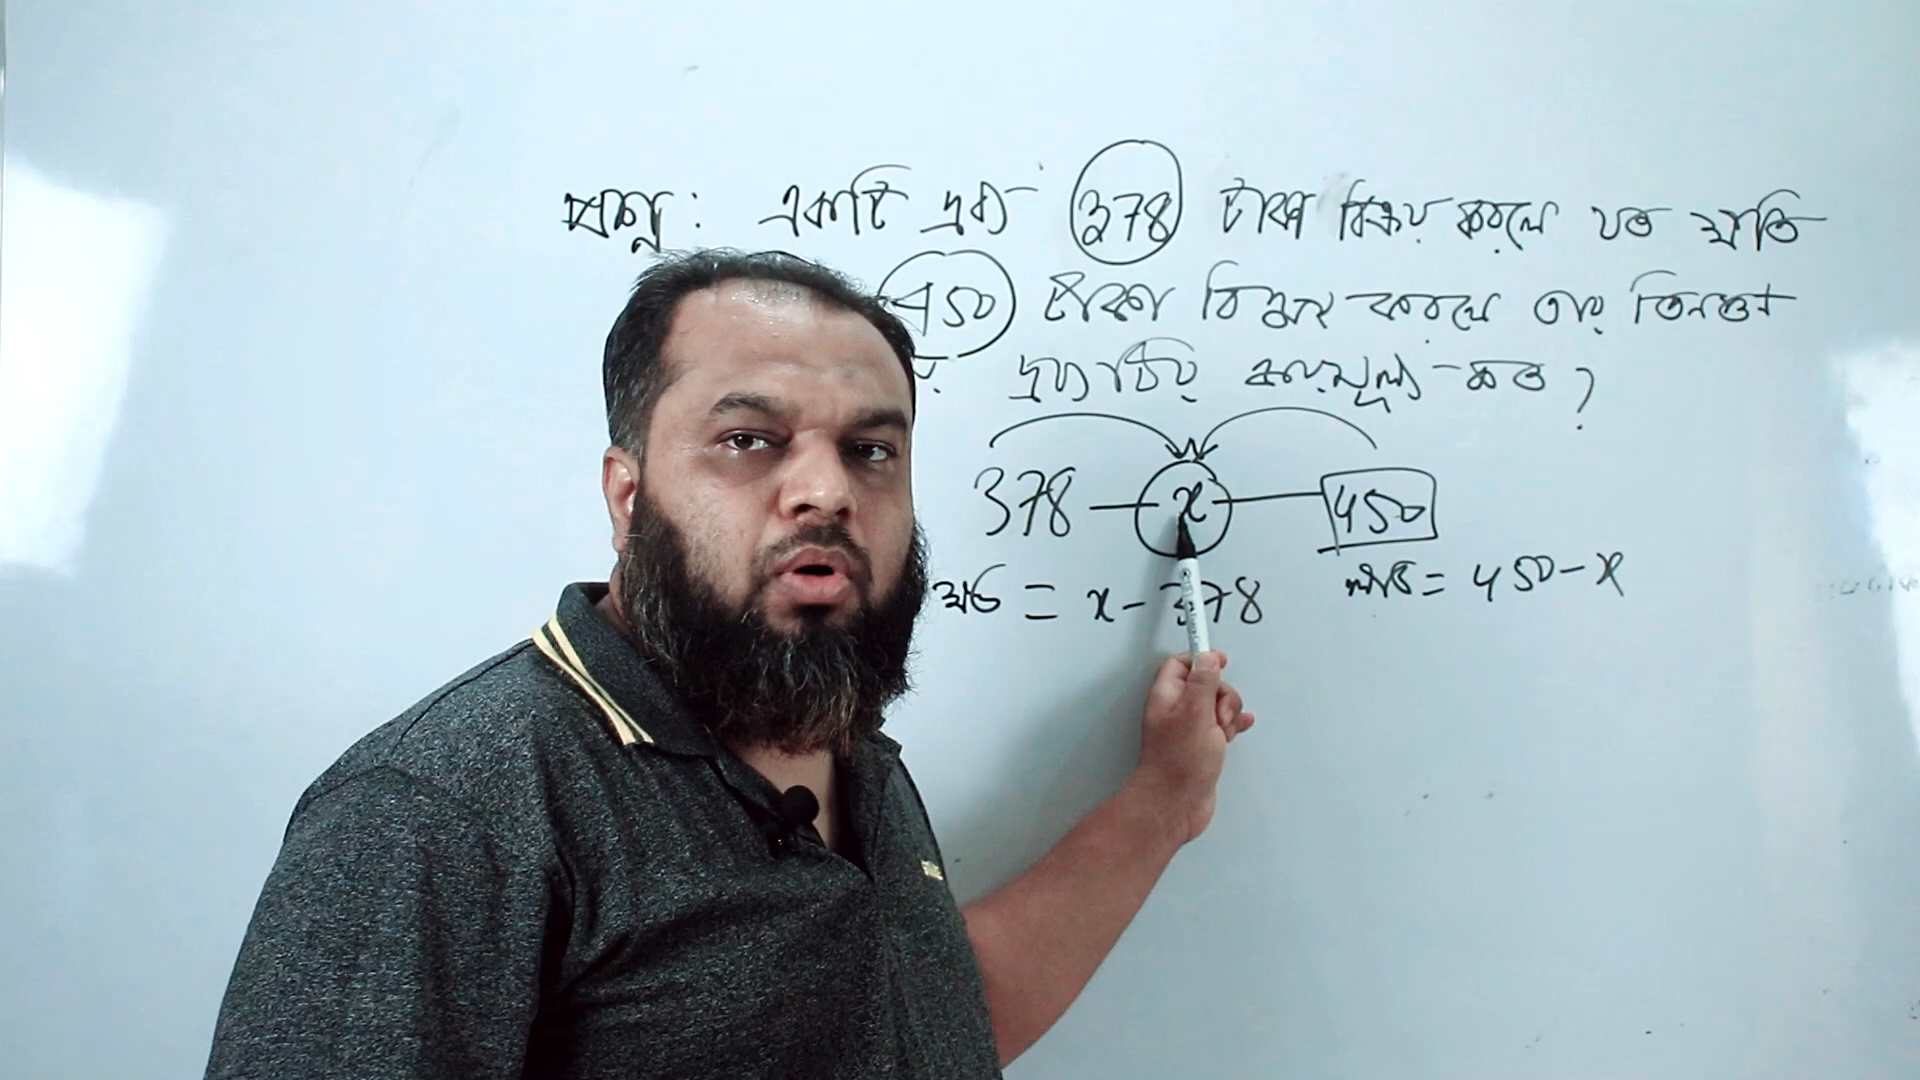 প্রশ্ন: একটি দ্রব্য 378 টাকা বিক্রয় করলে যত ক্ষতি
450 টাকা বিক্রয় করলে তার তিনগুণ
দ্রব্যটির ক্রয়মূল্য কত?
378 — x — 450
ক্ষতি = x - 378 লাভ = 450 - x